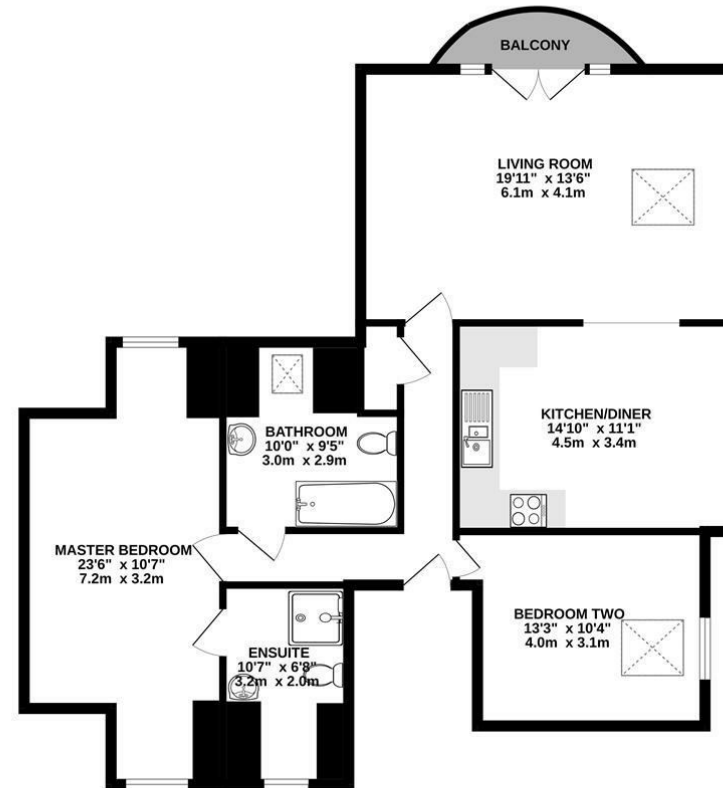 BALCONY
LIVING ROOM
19'11" x 13'6"
6.1m x 4.1m
KITCHEN/DINER
14'10" x 11'1"
4.5m x 3.4m
BATHROOM
10'0" x 9'5"
3.0m x 2.9m
MASTER BEDROOM
23'6" x 10'7"
7.2m x 3.2m
BEDROOM TWO
13'3" x 10'4"
4.0m x 3.1m
ENSUITE
10'7" x 6'8"
3.2m x 2.0m